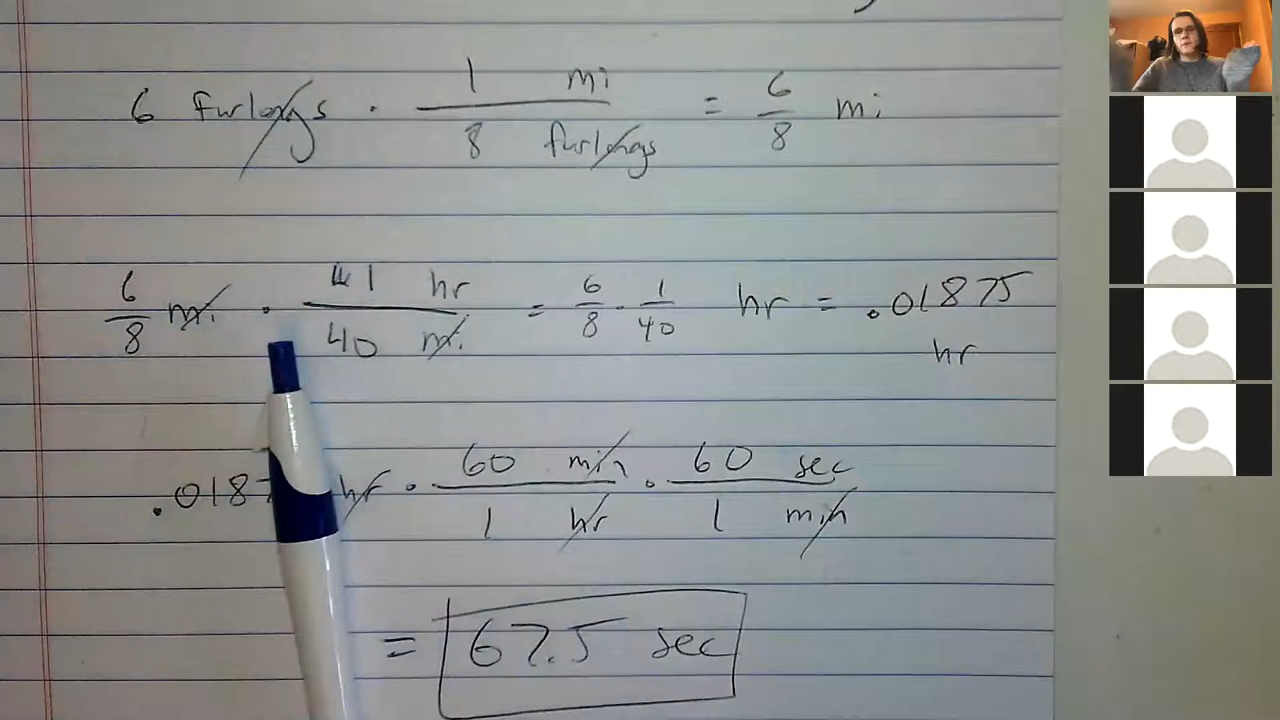 6 furlongs · 1 mi / 8 furlongs = 6/8 mi
6/8 mi · 1 hr / 40 mi = 6/8 · 1/40 hr = .01875
hr
.0187 hr · 60 min / 1 hr · 60 sec / 1 min
= 67.5 sec